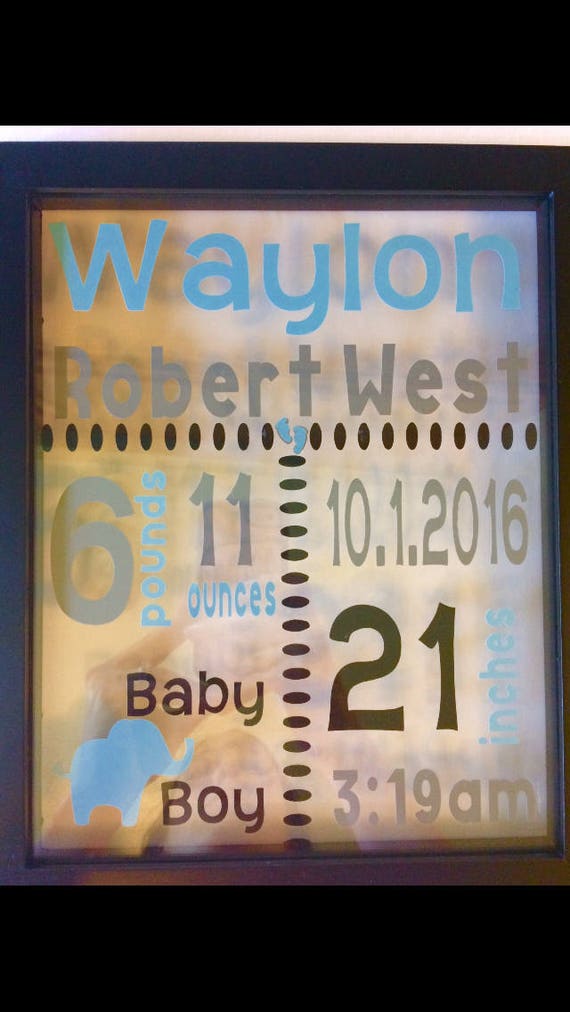 Waylon
Robert West
6 pounds
11
ounces
10.1.2016
21 inches
Baby
Boy
3:19am